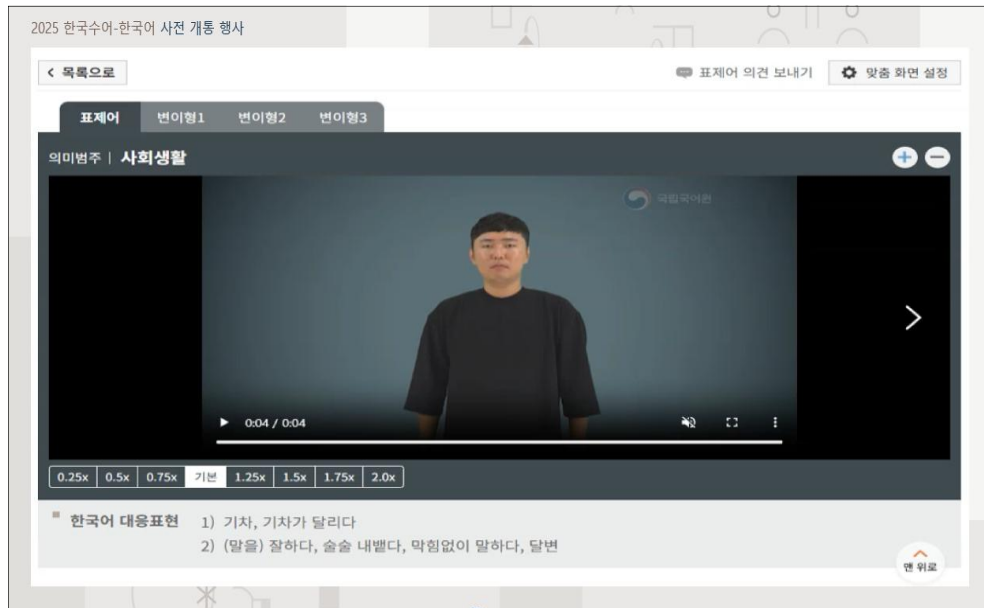 2025 한국수어-한국어 사전 개통 행사
목록으로
표제어 의견 보내기
맞춤 화면 설정
표제어 변이형1 변이형2 변이형3
의미범주 | 사회생활
국립국어원
0:04 / 0:04
0.25x 0.5x 0.75x 기본 1.25x 1.5x 1.75x 2.0x
한국어 대응표현 1) 기차, 기차가 달리다
2) (말을) 잘하다, 술술 내뱉다, 막힘없이 말하다, 달변
맨 위로